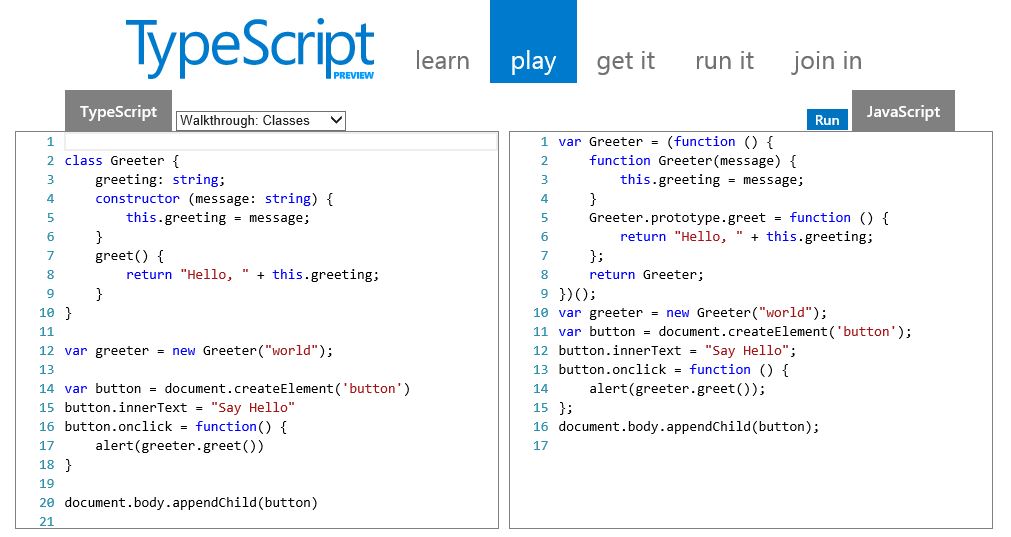 TypeScript
PREVIEW
learn play get it run it join in
TypeScript
Walkthrough: Classes
1
2 class Greeter {
3     greeting: string;
4     constructor (message: string) {
5         this.greeting = message;
6     }
7     greet() {
8         return "Hello, " + this.greeting;
9     }
10 }
11
12 var greeter = new Greeter("world");
13
14 var button = document.createElement('button')
15 button.innerText = "Say Hello"
16 button.onclick = function() {
17     alert(greeter.greet())
18 }
19
20 document.body.appendChild(button)
21
Run
JavaScript
1 var Greeter = (function () {
2     function Greeter(message) {
3         this.greeting = message;
4     }
5     Greeter.prototype.greet = function () {
6         return "Hello, " + this.greeting;
7     };
8     return Greeter;
9 })();
10 var greeter = new Greeter("world");
11 var button = document.createElement('button');
12 button.innerText = "Say Hello";
13 button.onclick = function () {
14     alert(greeter.greet());
15 };
16 document.body.appendChild(button);
17